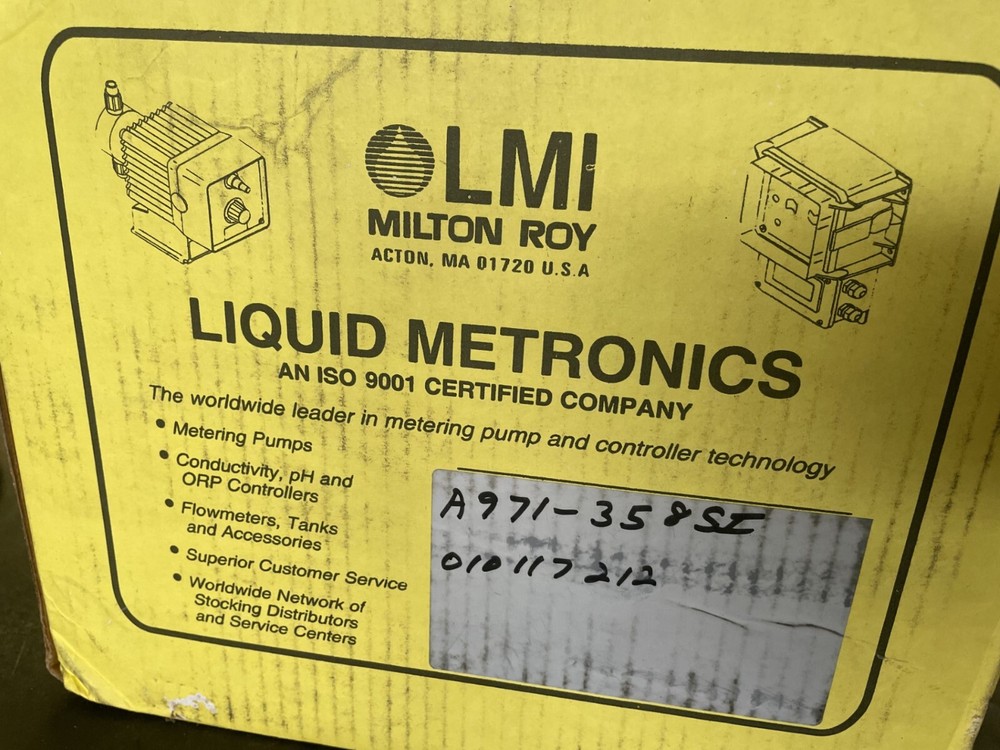 LMI
MILTON ROY
ACTON, MA 01720 U.S.A
LIQUID METRONICS
AN ISO 9001 CERTIFIED COMPANY
The worldwide leader in metering pump and controller technology
• Metering Pumps
• Conductivity, pH and
ORP Controllers
• Flowmeters, Tanks
and Accessories
• Superior Customer Service
• Worldwide Network of
Stocking Distributors
and Service Centers
A971-358SI
010117212